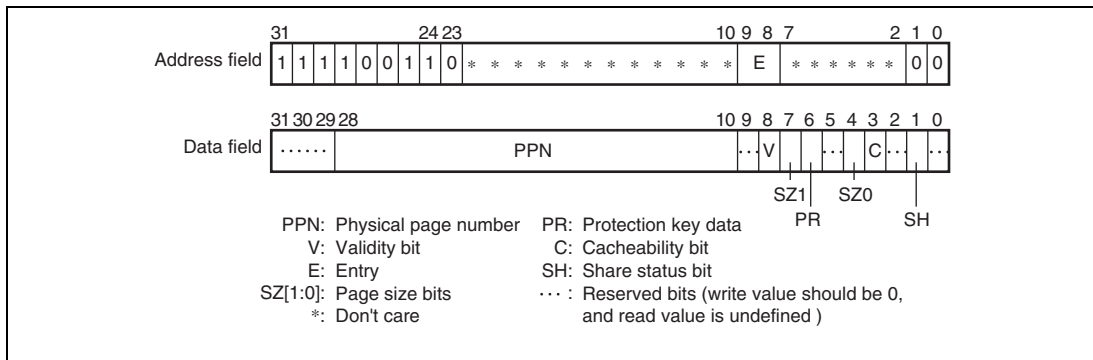 31 24 23 10 9 8 7 2 1 0
Address field 1 1 1 1 0 0 1 1 0 * * * * * * * * * * * * * E * * * * * * 0 0
31 30 29 28 10 9 8 7 6 5 4 3 2 1 0
Data field ······ PPN ··· V ··· C ··· ···
SZ1 SZ0
PR SH
PPN: Physical page number PR: Protection key data
V: Validity bit C: Cacheability bit
E: Entry SH: Share status bit
SZ[1:0]: Page size bits ··· : Reserved bits (write value should be 0,
*: Don't care and read value is undefined )